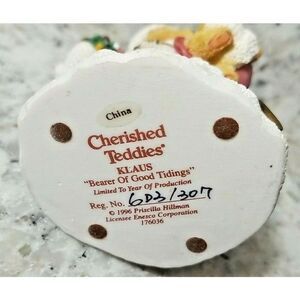 China
Cherished
Teddies®
KLAUS
"Bearer Of Good Tidings"
Limited To Year Of Production
Reg. No. 6D3/307
© 1996 Priscilla Hillman
Licensee Enesco Corporation
176036